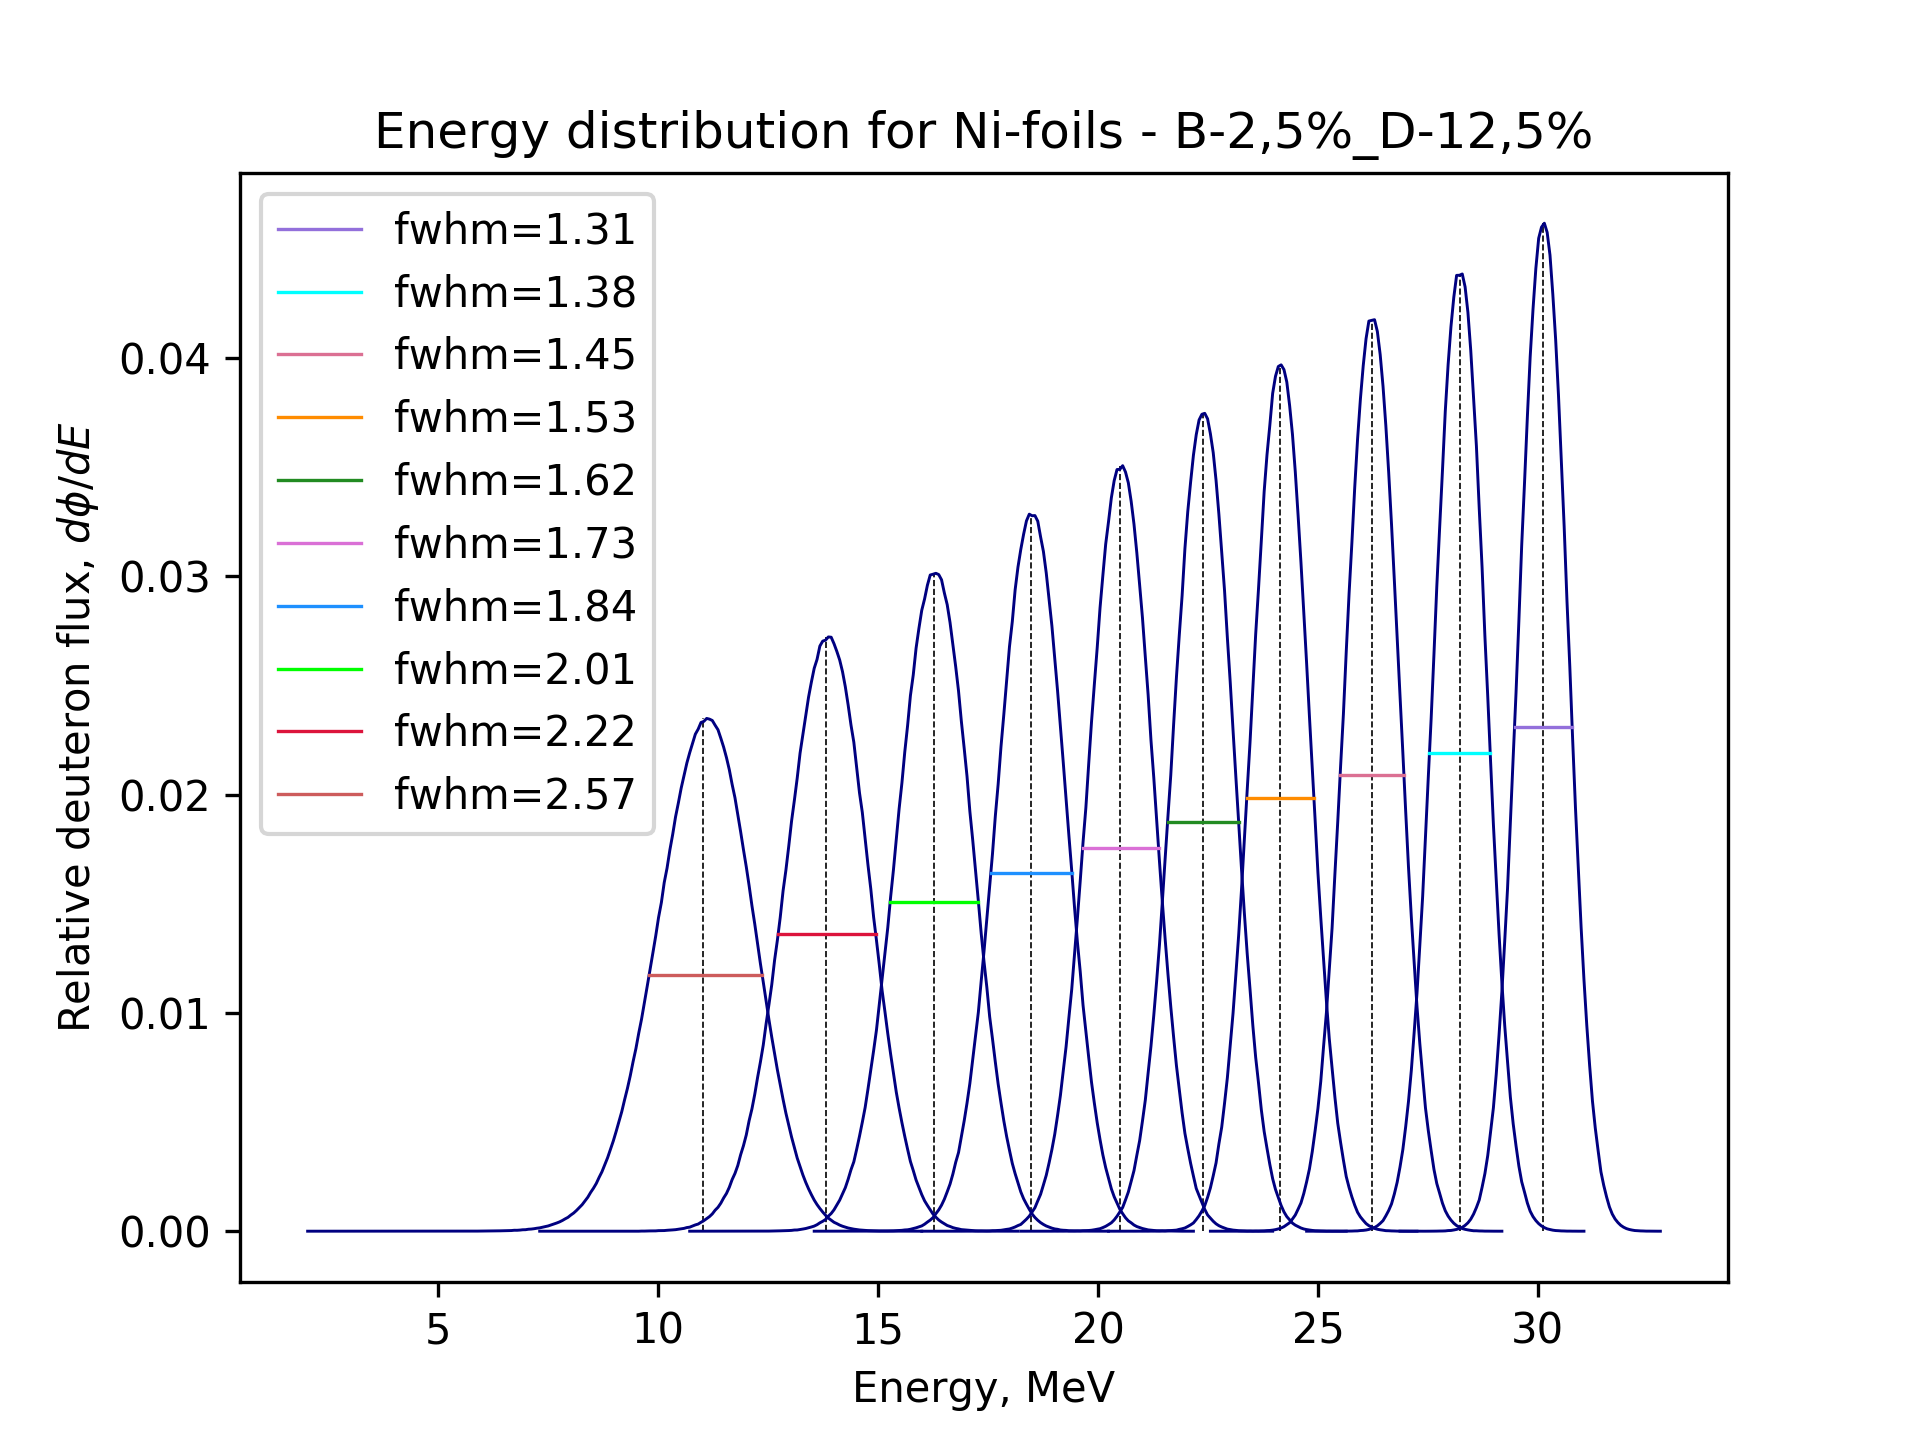 Energy distribution for Ni-foils - B-2,5%_D-12,5%
fwhm=1.31
fwhm=1.38
fwhm=1.45
fwhm=1.53
fwhm=1.62
fwhm=1.73
fwhm=1.84
fwhm=2.01
fwhm=2.22
fwhm=2.57
Relative deuteron flux, dϕ/dE
0.04
0.03
0.02
0.01
0.00
5 10 15 20 25 30
Energy, MeV